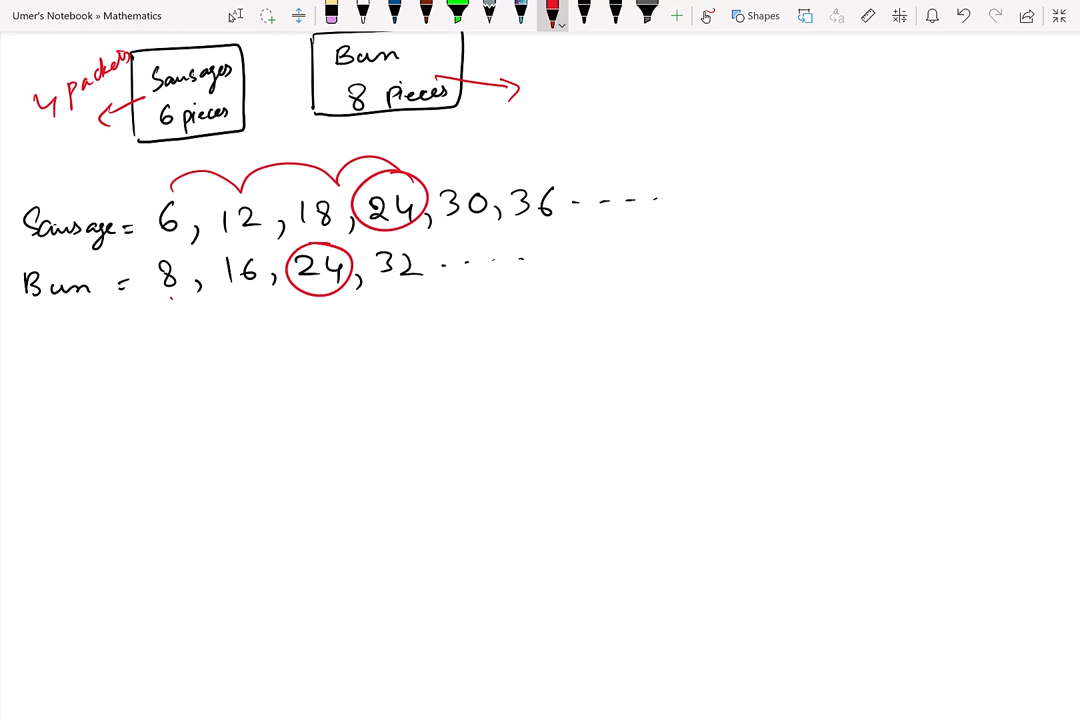 Umer's Notebook » Mathematics
Shapes
4 packets
Sausages
6 pieces
Bun
8 pieces
Sausage = 6, 12, 18, 24, 30, 36 - - - -
Bun = 8, 16, 24, 32 . . . . .